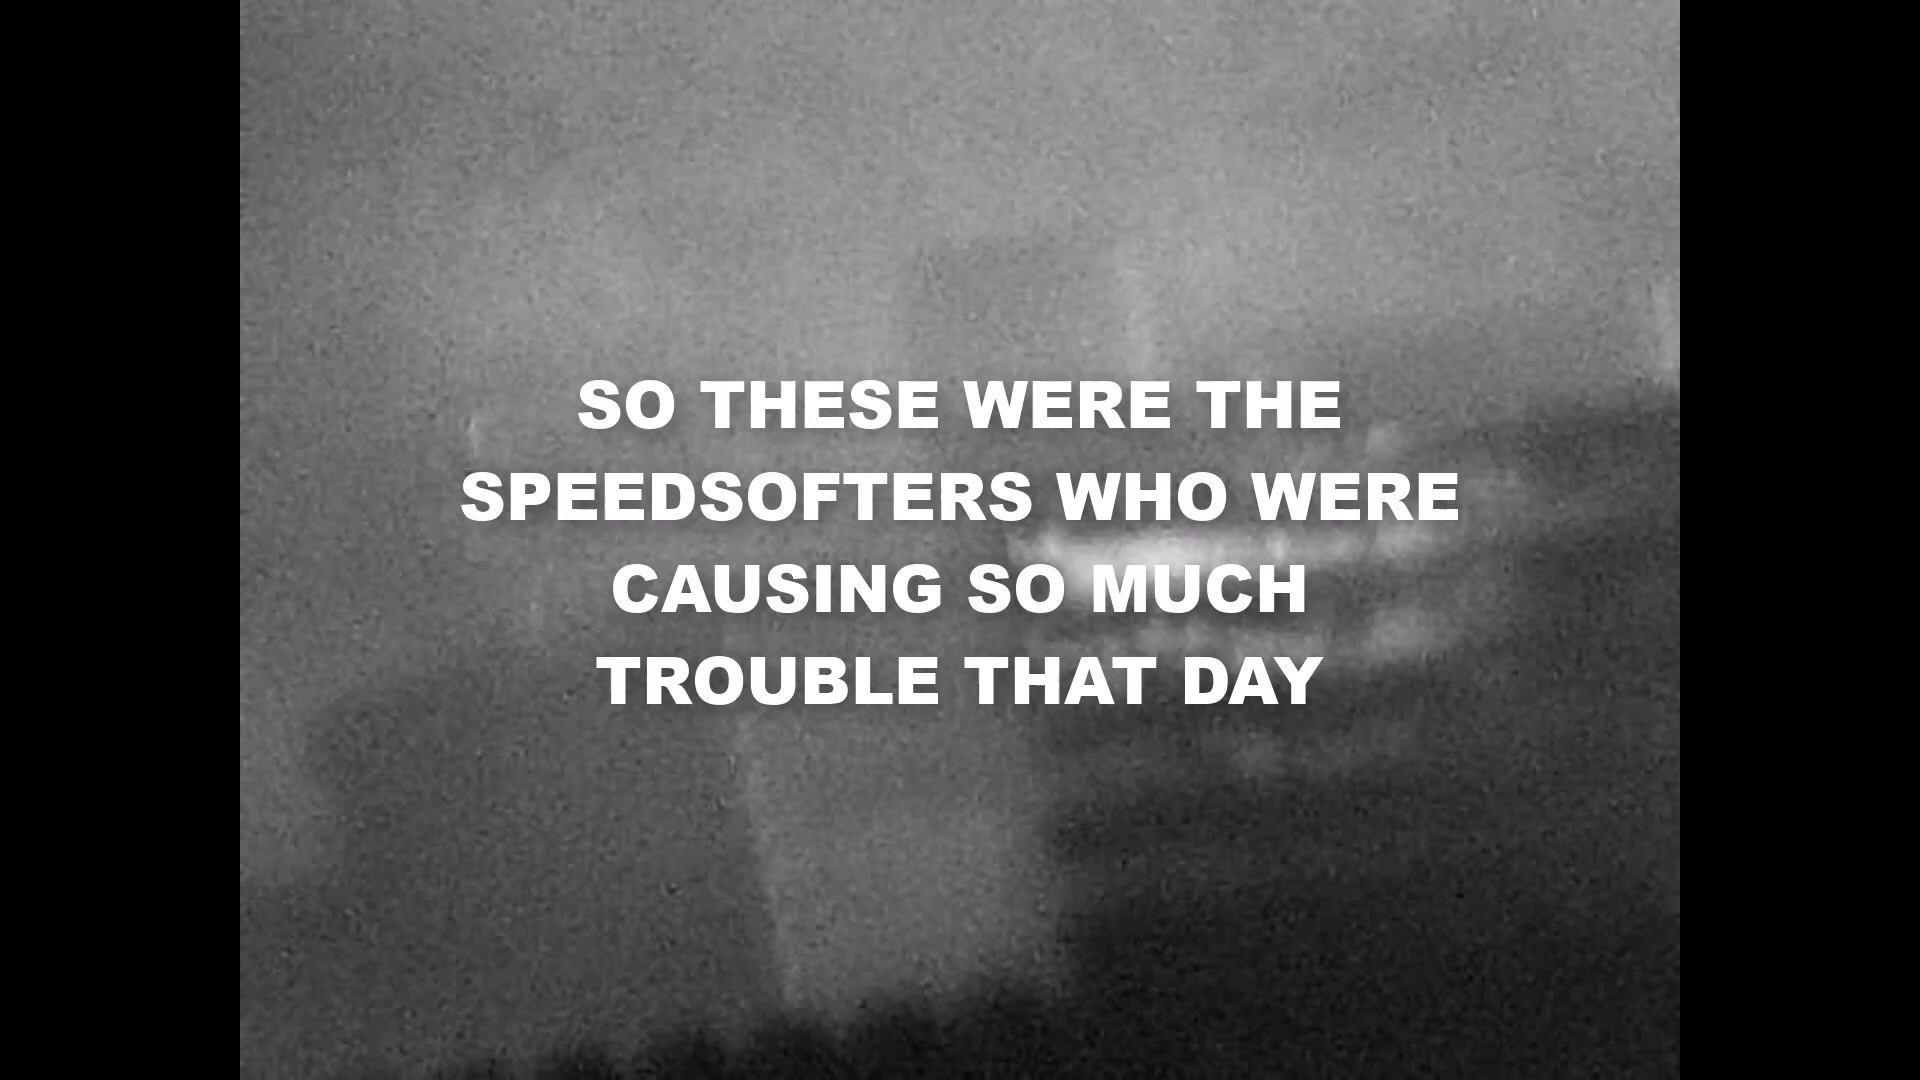 SO THESE WERE THE
SPEEDSOFTERS WHO WERE
CAUSING SO MUCH
TROUBLE THAT DAY